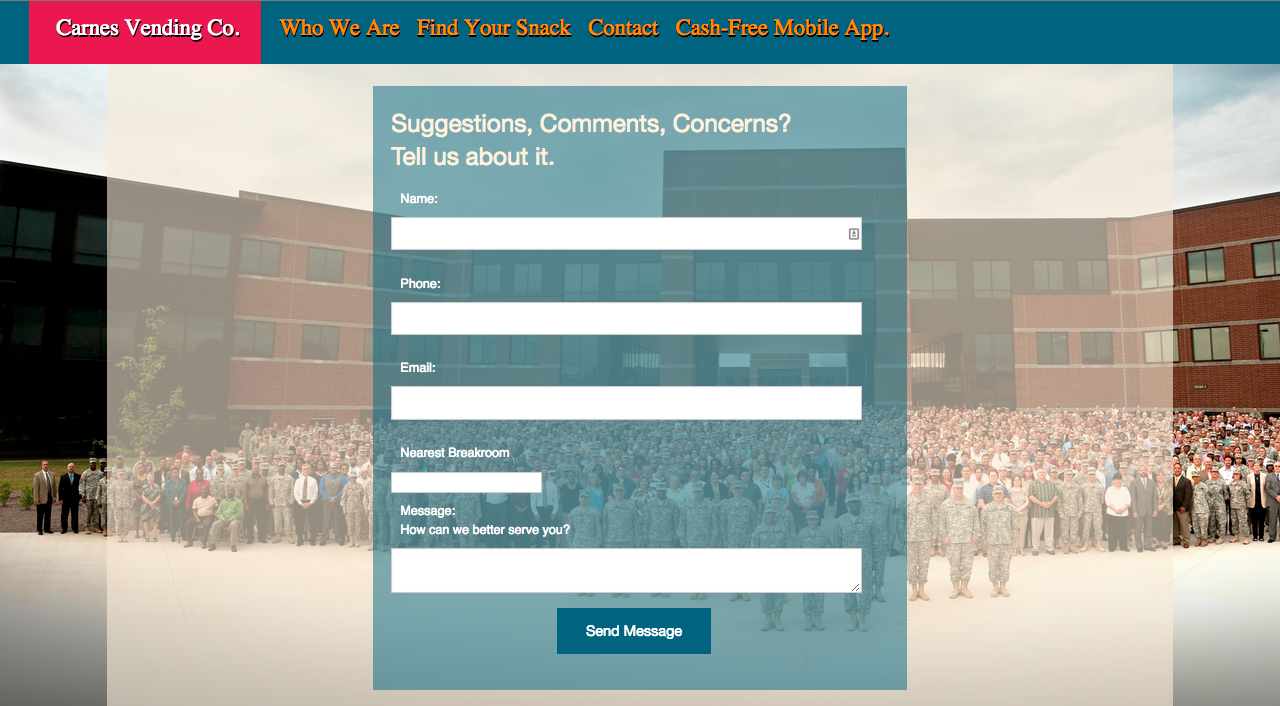 Carnes Vending Co. Who We Are Find Your Snack Contact Cash-Free Mobile App.
Suggestions, Comments, Concerns?
Tell us about it.
Name:
Phone:
Email:
Nearest Breakroom
Message:
How can we better serve you?
Send Message